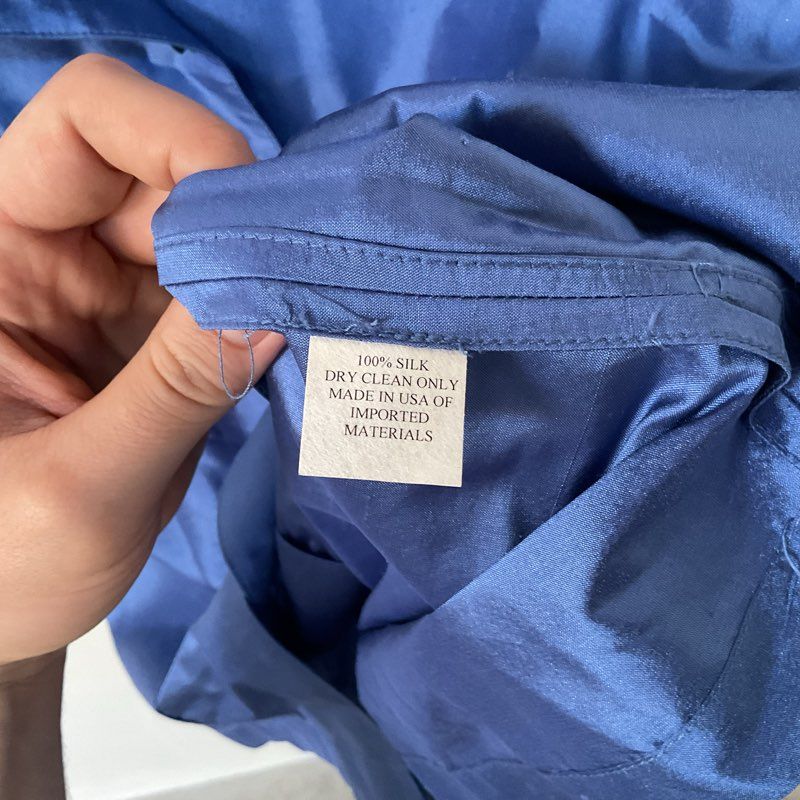 100% SILK
DRY CLEAN ONLY
MADE IN USA OF
IMPORTED
MATERIALS